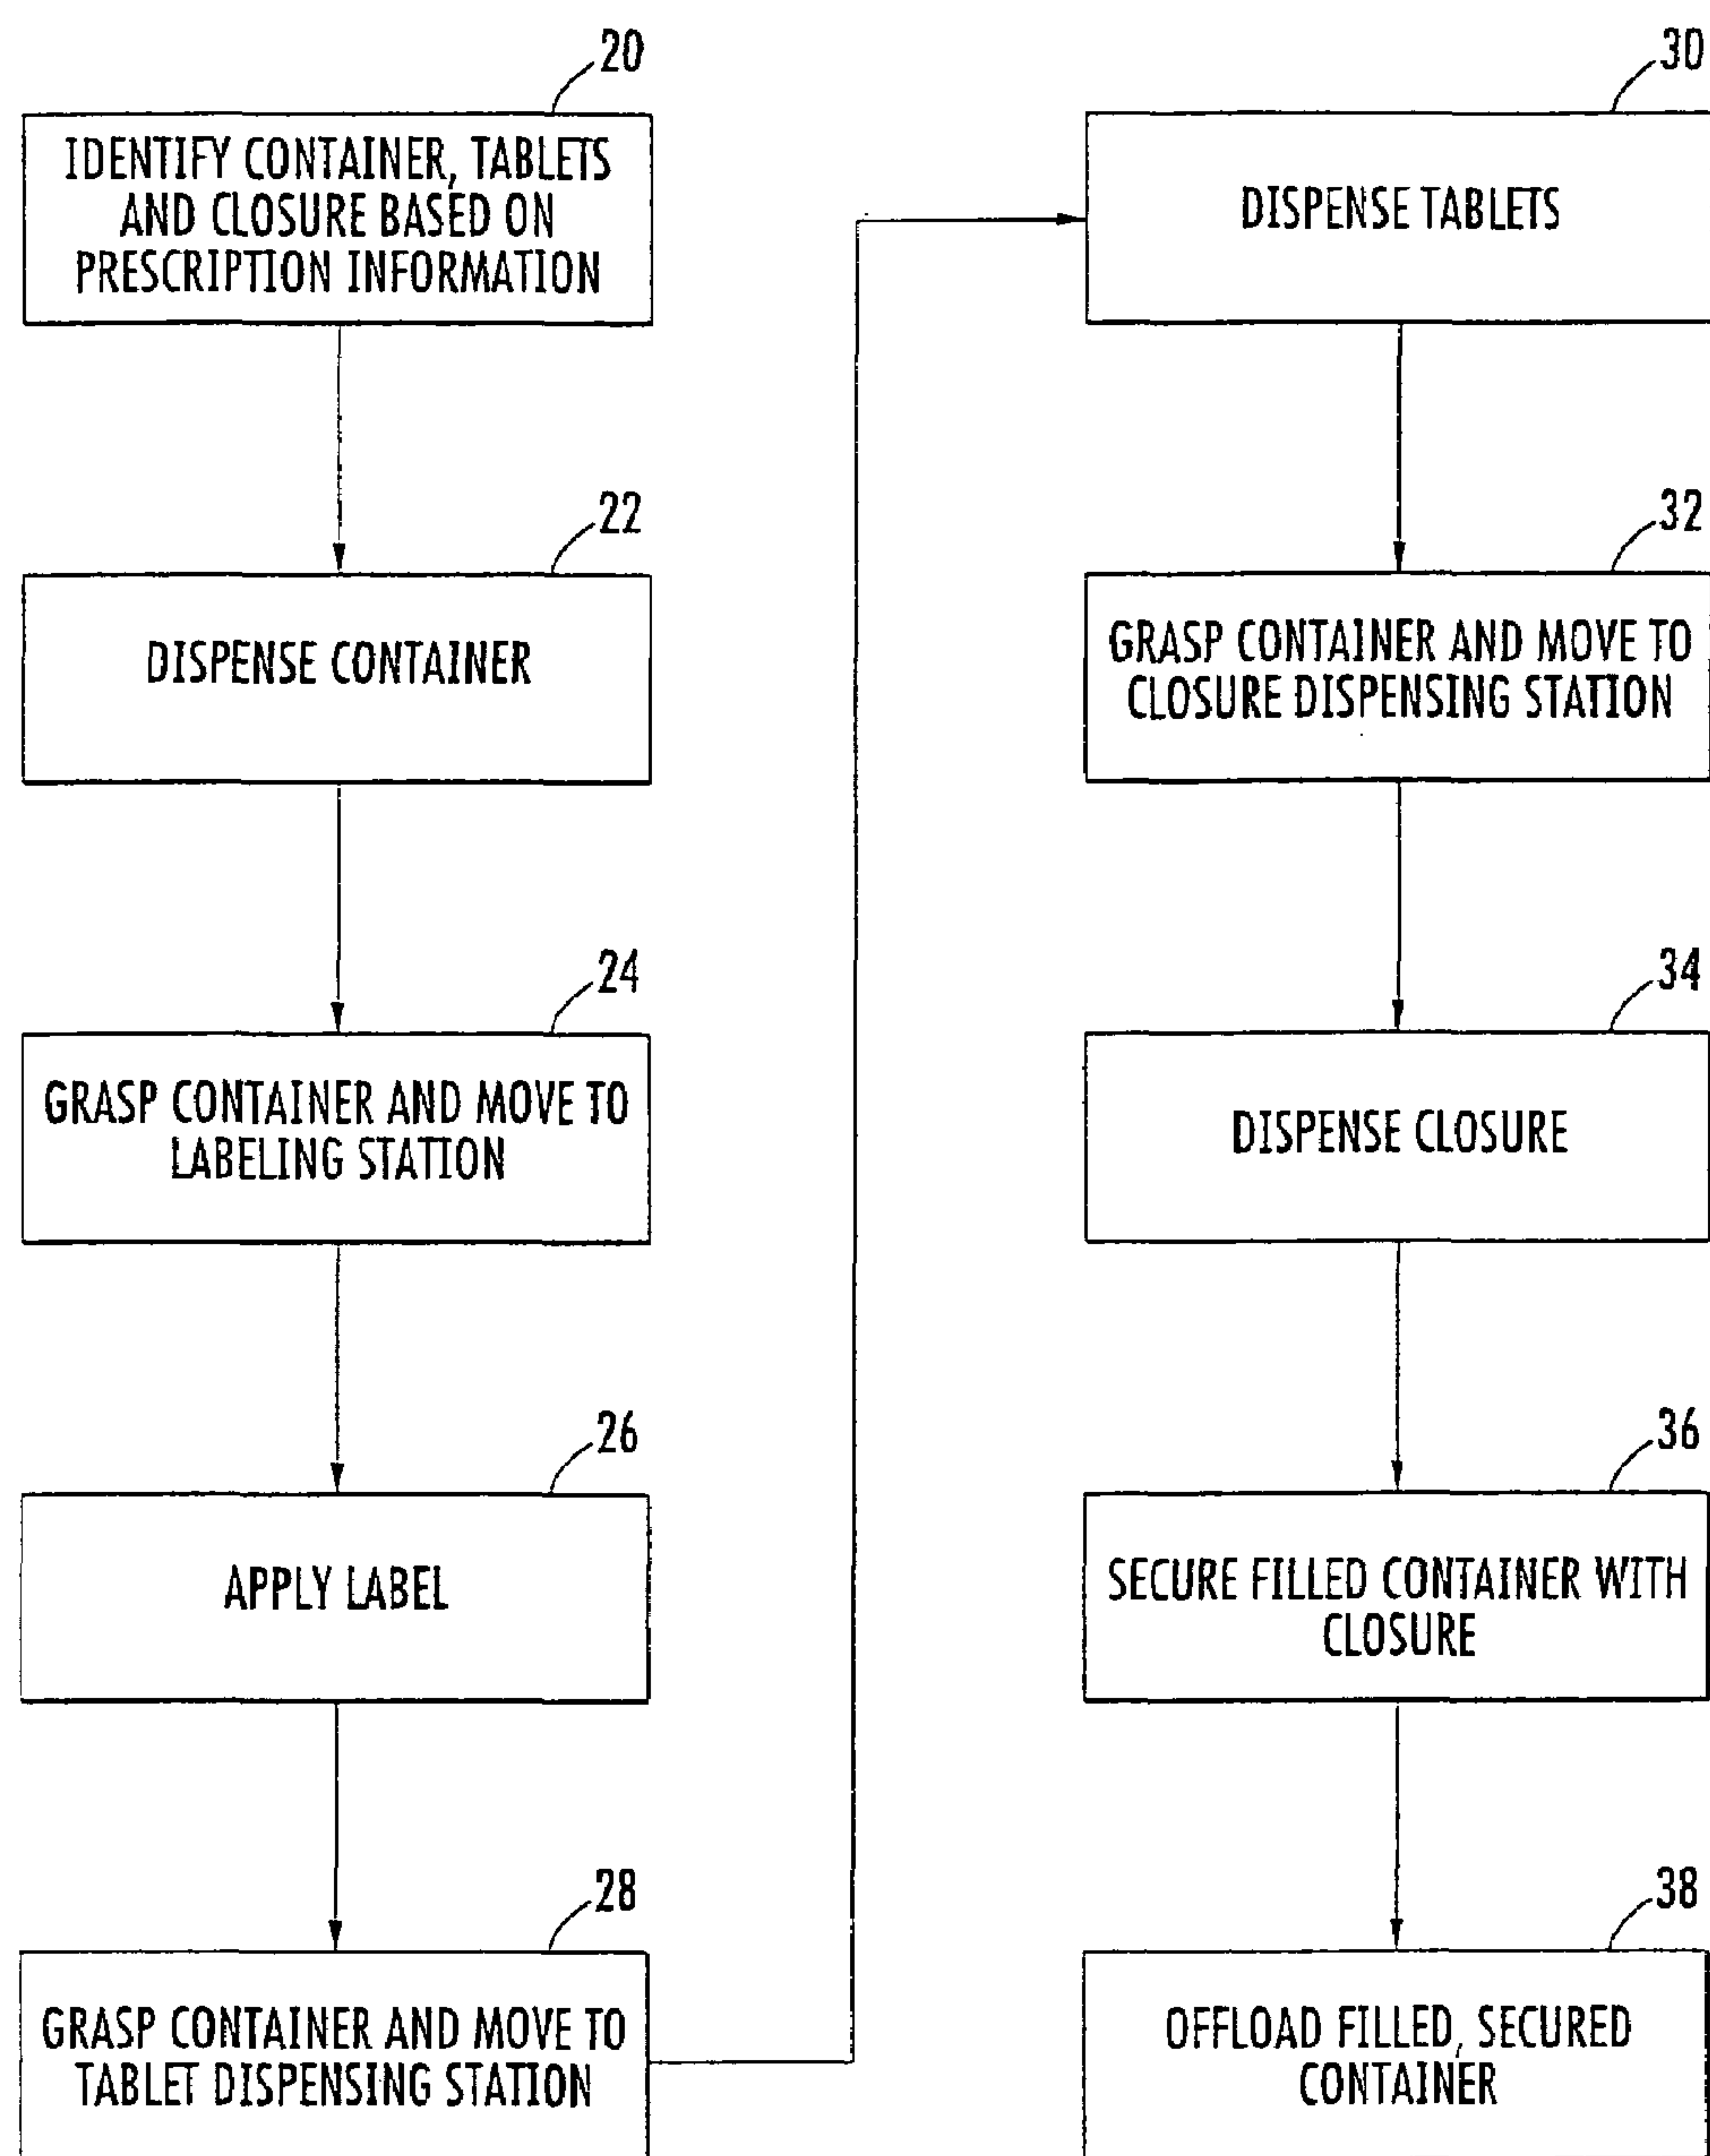 20
IDENTIFY CONTAINER, TABLETS
AND CLOSURE BASED ON
PRESCRIPTION INFORMATION
22
DISPENSE CONTAINER
24
GRASP CONTAINER AND MOVE TO
LABELING STATION
26
APPLY LABEL
28
GRASP CONTAINER AND MOVE TO
TABLET DISPENSING STATION
30
DISPENSE TABLETS
32
GRASP CONTAINER AND MOVE TO
CLOSURE DISPENSING STATION
34
DISPENSE CLOSURE
36
SECURE FILLED CONTAINER WITH
CLOSURE
38
OFFLOAD FILLED, SECURED
CONTAINER